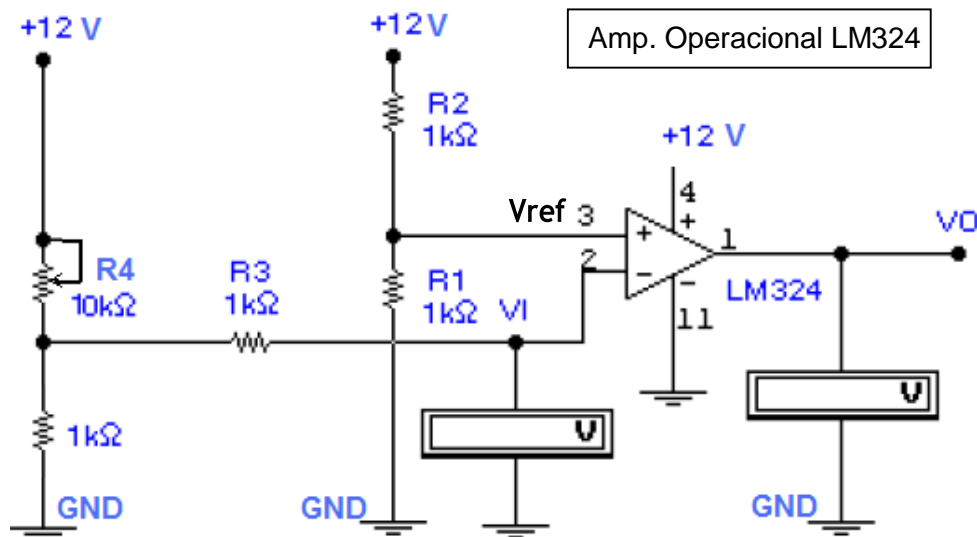 +12 V
+12 V
Amp. Operacional LM324
R2
1kΩ
+12 V
4
+
Vref
3
+
1
VO
2
−
−
LM324
R4
10kΩ
R3
1kΩ
R1
1kΩ
VI
11
V
V
1kΩ
GND
GND
GND